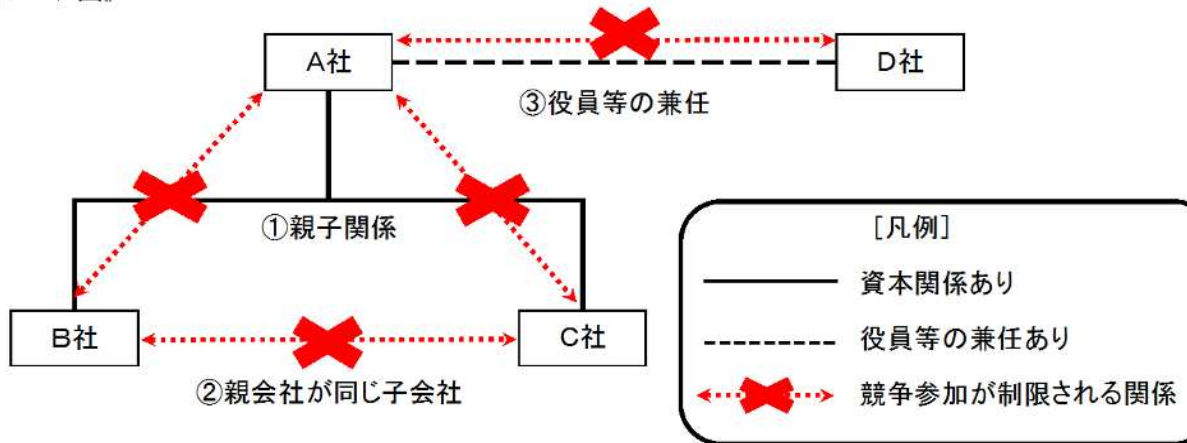 A社
D社
③役員等の兼任
①親子関係
B社
C社
②親会社が同じ子会社
[凡例]
資本関係あり
役員等の兼任あり
競争参加が制限される関係